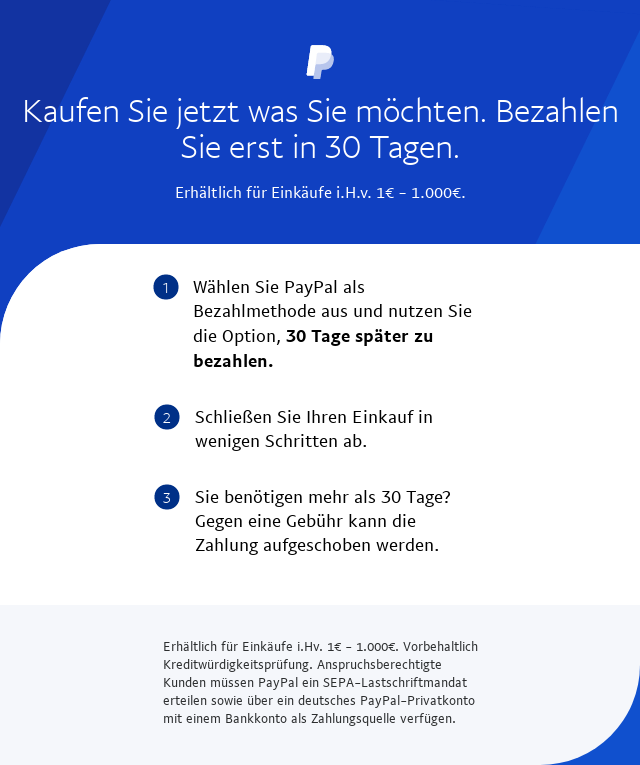 Kaufen Sie jetzt was Sie möchten. Bezahlen
Sie erst in 30 Tagen.
Erhältlich für Einkäufe i.H.v. 1€ – 1.000€.
1 Wählen Sie PayPal als
Bezahlmethode aus und nutzen Sie
die Option, 30 Tage später zu
bezahlen.
2 Schließen Sie Ihren Einkauf in
wenigen Schritten ab.
3 Sie benötigen mehr als 30 Tage?
Gegen eine Gebühr kann die
Zahlung aufgeschoben werden.
Erhältlich für Einkäufe i.Hv. 1€ – 1.000€. Vorbehaltlich
Kreditwürdigkeitsprüfung. Anspruchsberechtigte
Kunden müssen PayPal ein SEPA-Lastschriftmandat
erteilen sowie über ein deutsches PayPal-Privatkonto
mit einem Bankkonto als Zahlungsquelle verfügen.